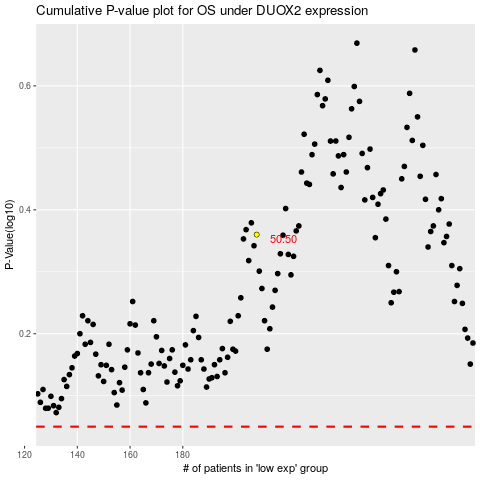 Cumulative P-value plot for OS under DUOX2 expression
P-Value(log10)
0.6
0.4
0.2
50:50
120 140 160 180
# of patients in 'low exp' group